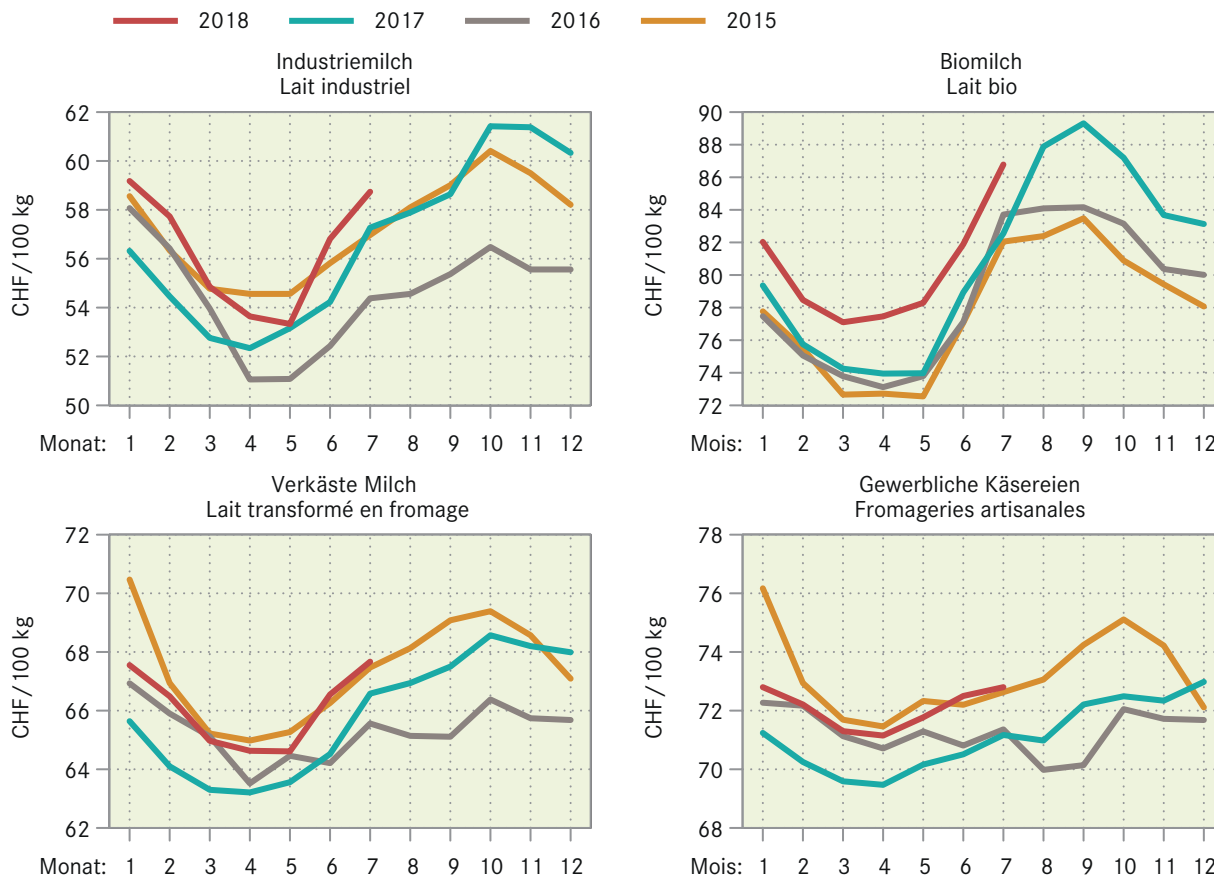 2018 2017 2016 2015
Industriemilch
Lait industriel
CHF / 100 kg
62
60
58
56
54
52
50
Monat: 1 2 3 4 5 6 7 8 9 10 11 12
Biomilch
Lait bio
CHF / 100 kg
90
88
86
84
82
80
78
76
74
72
Mois: 1 2 3 4 5 6 7 8 9 10 11 12
Verkäste Milch
Lait transformé en fromage
CHF / 100 kg
72
70
68
66
64
62
Monat: 1 2 3 4 5 6 7 8 9 10 11 12
Gewerbliche Käsereien
Fromageries artisanales
CHF / 100 kg
78
76
74
72
70
68
Mois: 1 2 3 4 5 6 7 8 9 10 11 12